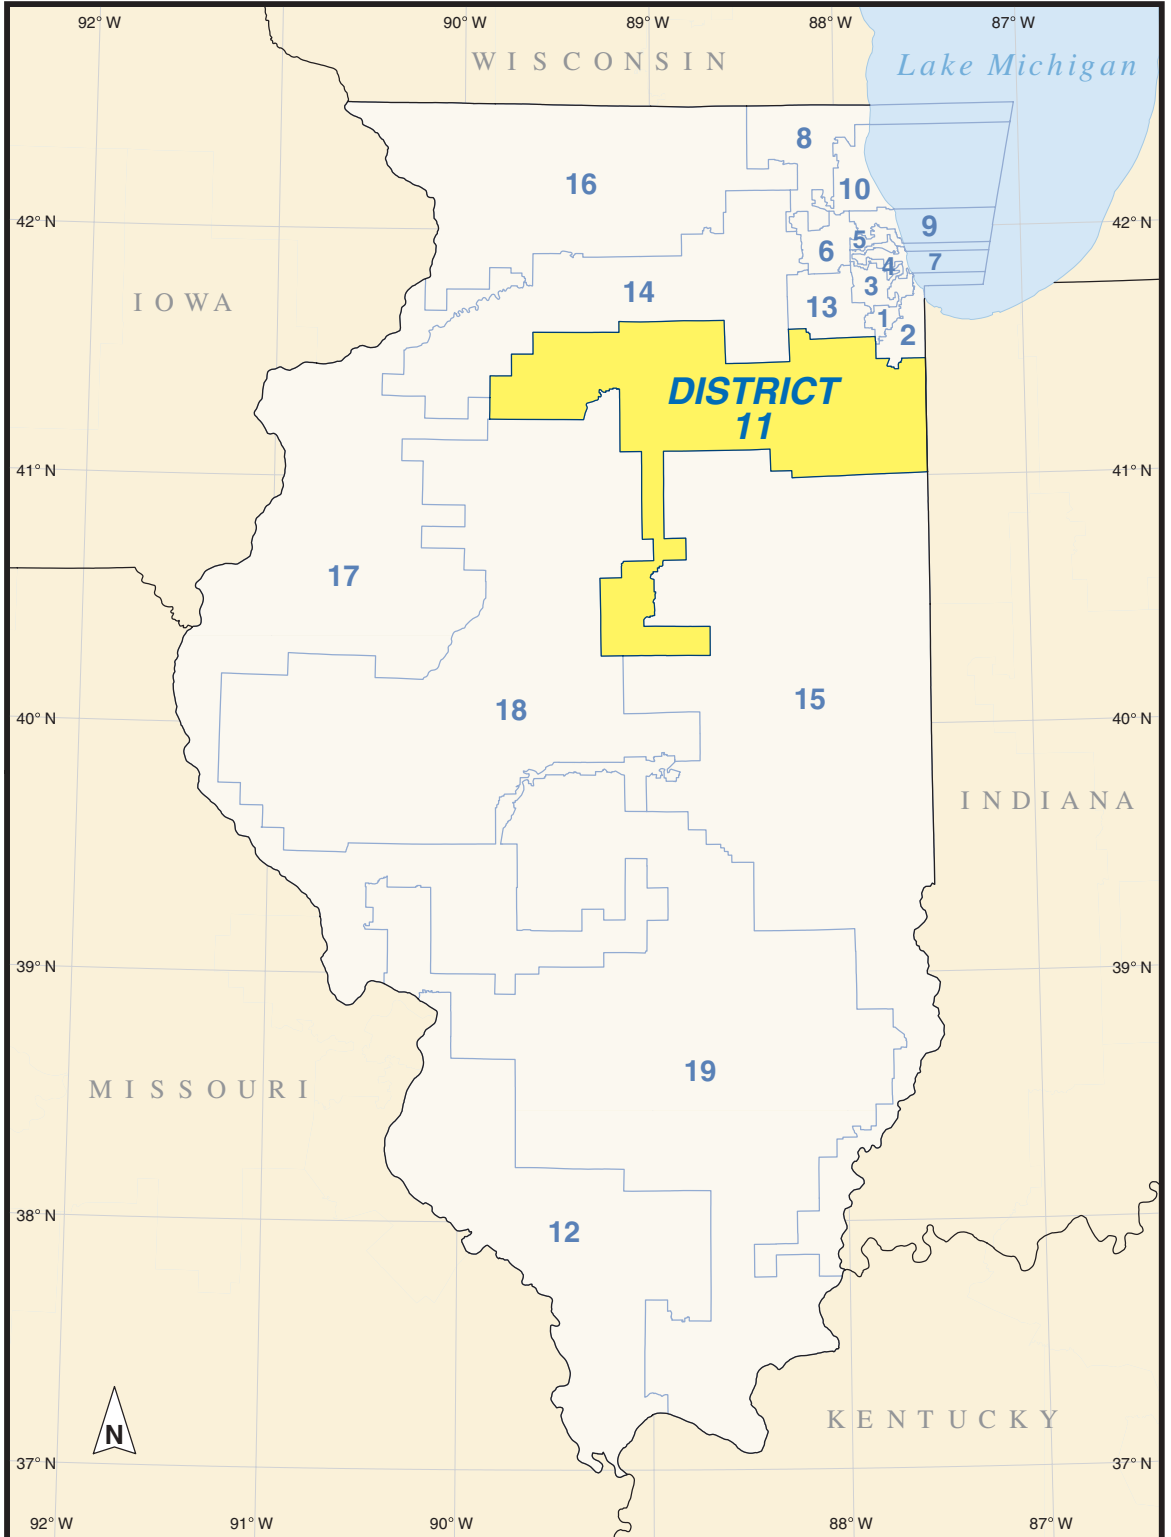 92° W 90° W 89° W 88° W 87° W
WISCONSIN
Lake Michigan
8
16
10
42° N 42° N
9
5
6
7
4
14
3
IOWA
13
1
2
DISTRICT
11
41° N 41° N
17
15
18
40° N 40° N
INDIANA
39° N 39° N
19
MISSOURI
38° N 38° N
12
KENTUCKY
N
37° N 37° N
92° W 91° W 90° W 88° W 87° W